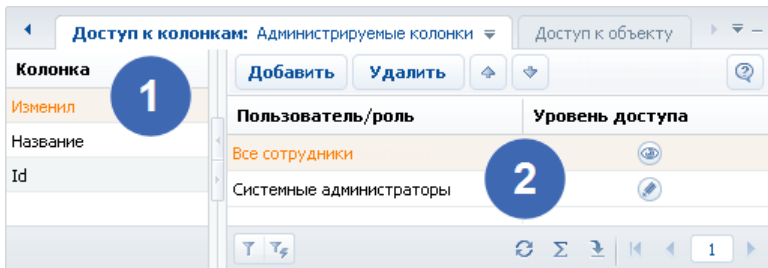 Доступ к колонкам: Администрируемые колонки
Доступ к объекту
Колонка
Изменил
Название
Id
1
Добавить
Удалить
Пользователь/роль
Уровень доступа
Все сотрудники
Системные администраторы
2
1